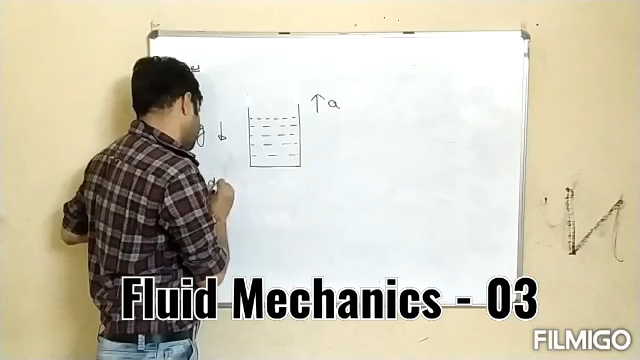 ↑ a
g ↓
Fluid Mechanics - 03
FILMIGO